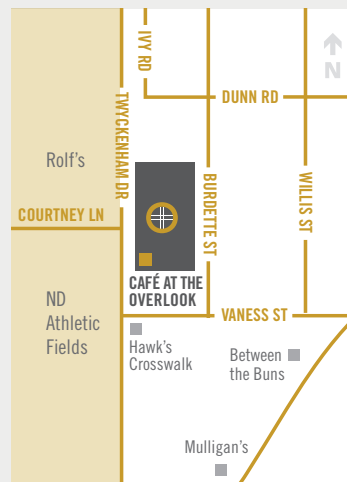 IVY RD
N
DUNN RD
TWYCKENHAM DR
Rolf's
BURDETTE ST
WILLIS ST
COURTNEY LN
CAFÉ AT THE
OVERLOOK
ND
Athletic
Fields
VANESS ST
Hawk's
Crosswalk
Between
the Buns
Mulligan's